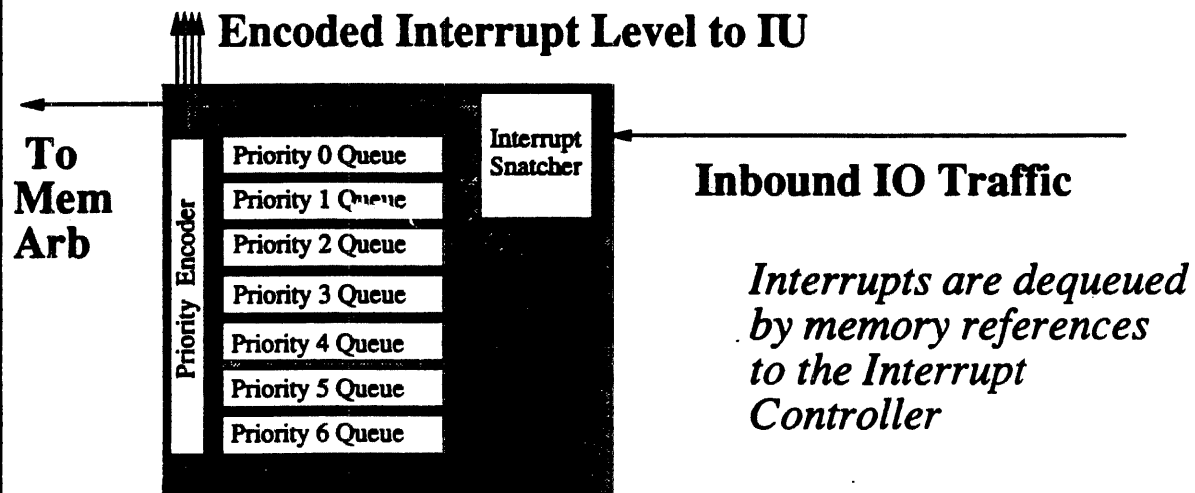 Encoded Interrupt Level to IU
To
Mem
Arb
Priority Encoder
Priority 0 Queue
Priority 1 Queue
Priority 2 Queue
Priority 3 Queue
Priority 4 Queue
Priority 5 Queue
Priority 6 Queue
Interrupt
Snatcher
Inbound IO Traffic
Interrupts are dequeued
by memory references
to the Interrupt
Controller